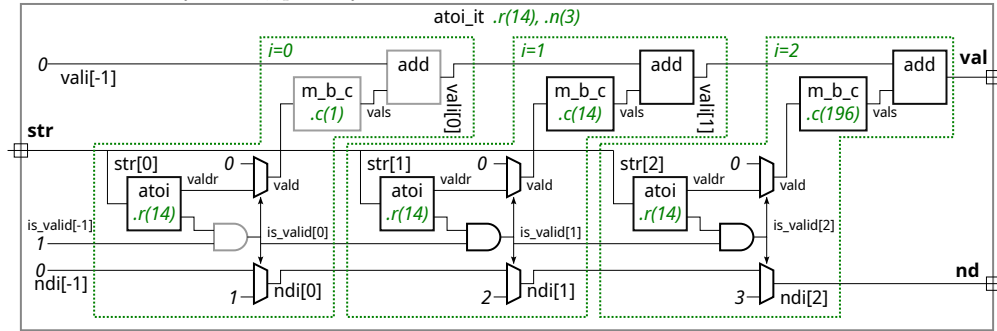 atoi_it .r(14), .n(3)
i=0
i=1
i=2
0
vali[-1]
add
add
add
val
m_b_c
.c(1)
vals
vali[0]
m_b_c
.c(14)
vals
vali[1]
m_b_c
.c(196)
vals
str
str[0]
0
str[1]
0
str[2]
0
atoi
.r(14)
valdr
vald
atoi
.r(14)
valdr
vald
atoi
.r(14)
valdr
vald
is_valid[-1]
1
is_valid[0]
is_valid[1]
is_valid[2]
0
ndi[-1]
1
ndi[0]
2
ndi[1]
3
ndi[2]
nd